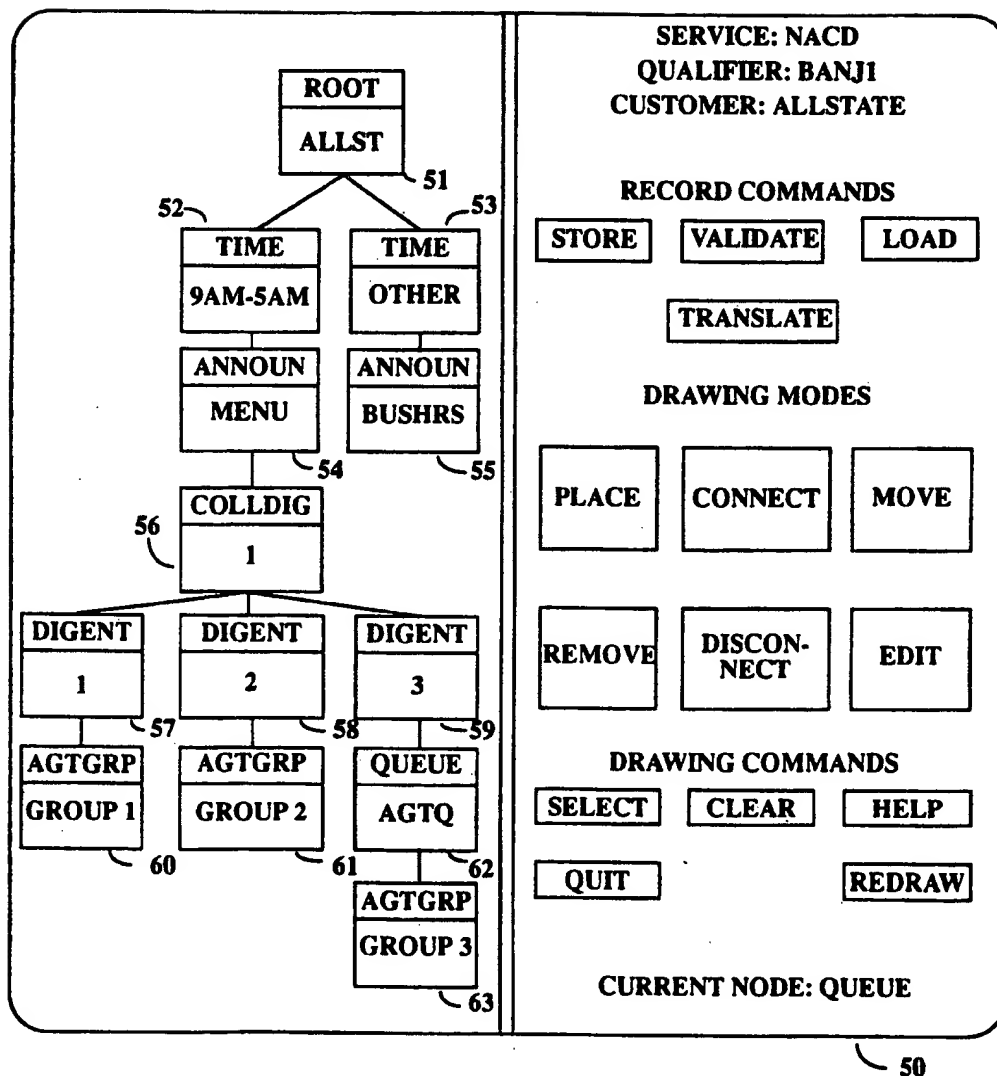 ROOT
ALLST
51
52
53
TIME
TIME
9AM-5AM
OTHER
ANNOUN
ANNOUN
MENU
BUSHRS
54
55
COLLDIG
56
1
DIGENT
DIGENT
DIGENT
1
2
3
57
58
59
AGTGRP
AGTGRP
QUEUE
GROUP 1
GROUP 2
AGTQ
60
61
62
AGTGRP
GROUP 3
63
SERVICE: NACD
QUALIFIER: BANJ1
CUSTOMER: ALLSTATE
RECORD COMMANDS
STORE
VALIDATE
LOAD
TRANSLATE
DRAWING MODES
PLACE
CONNECT
MOVE
REMOVE
DISCON-
NECT
EDIT
DRAWING COMMANDS
SELECT
CLEAR
HELP
QUIT
REDRAW
CURRENT NODE: QUEUE
50